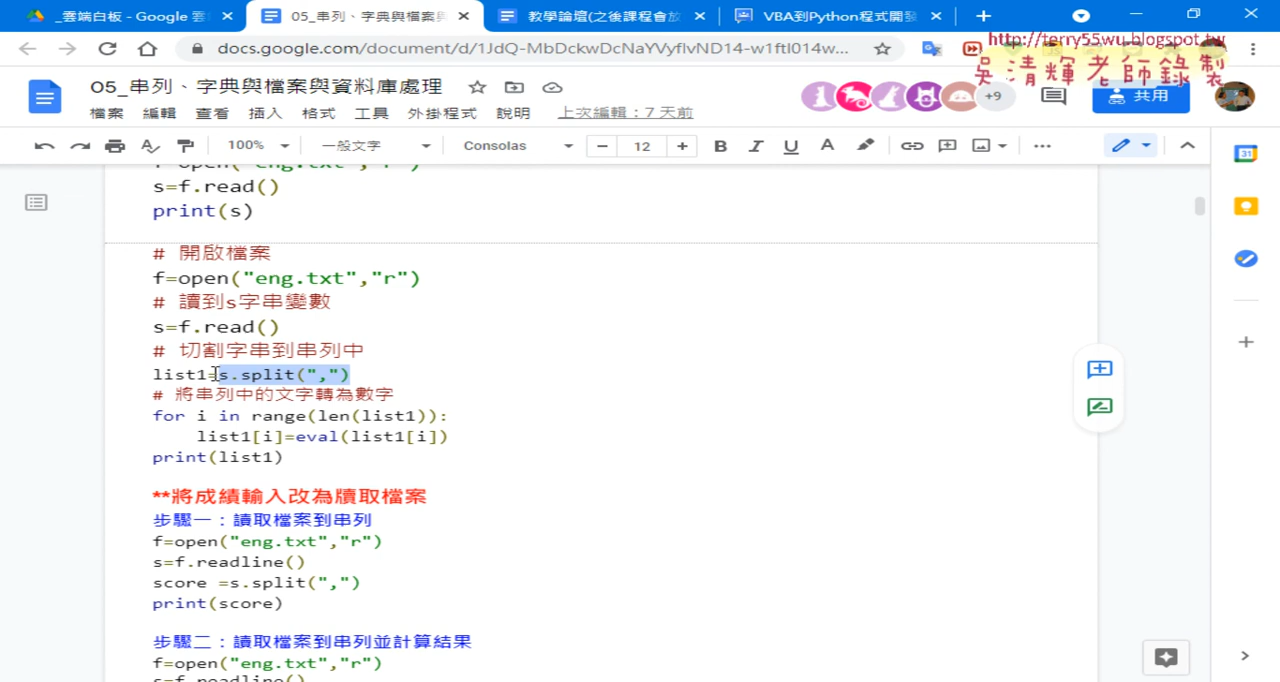 _雲端白板 - Google 雲
05_串列、字典與檔案與
教學論壇(之後課程會放
VBA到Python程式開發
docs.google.com/document/d/1JdQ-MbDckwDcNaYVyflvND14-w1ftl014w...
http://terry55.wu.blogspot.tw
吳清輝老師錄製
05_串列、字典與檔案與資料庫處理
+9
共用
檔案 編輯 查看 插入 格式 工具 外掛程式 說明 上次編輯：7 天前
100% 一般文字 Consolas 12 B I U A
31
f=open("eng.txt","r")
s=f.read()
print(s)
# 開啟檔案
f=open("eng.txt","r")
# 讀到s字串變數
s=f.read()
# 切割字串到串列中
list1=s.split(",")
# 將串列中的文字轉為數字
for i in range(len(list1)):
list1[i]=eval(list1[i])
print(list1)
**將成績輸入改為牘取檔案
步驟一：讀取檔案到串列
f=open("eng.txt","r")
s=f.readline()
score =s.split(",")
print(score)
步驟二：讀取檔案到串列並計算結果
f=open("eng.txt","r")
s=f.readline()